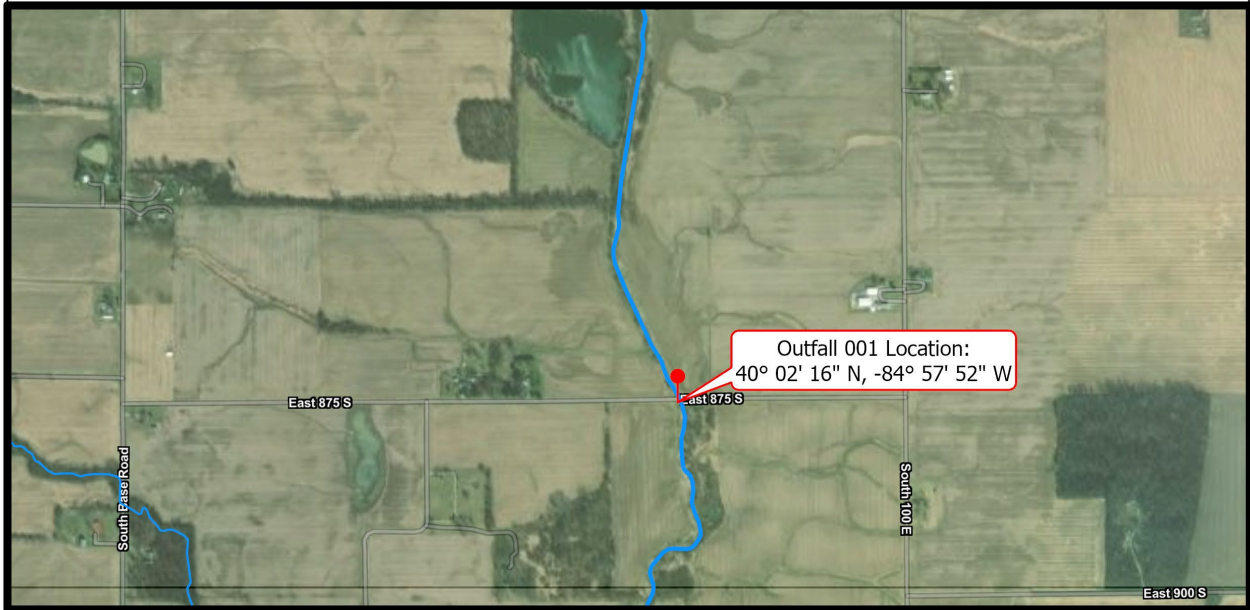 Outfall 001 Location:
40° 02' 16" N, -84° 57' 52" W
East 875 S
East 875 S
South Base Road
South 100 E
East 900 S